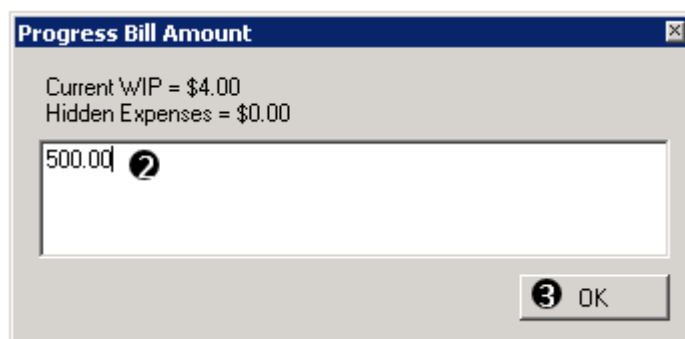 Progress Bill Amount
Current WIP = $4.00
Hidden Expenses = $0.00
500.00 ❷
❸ OK